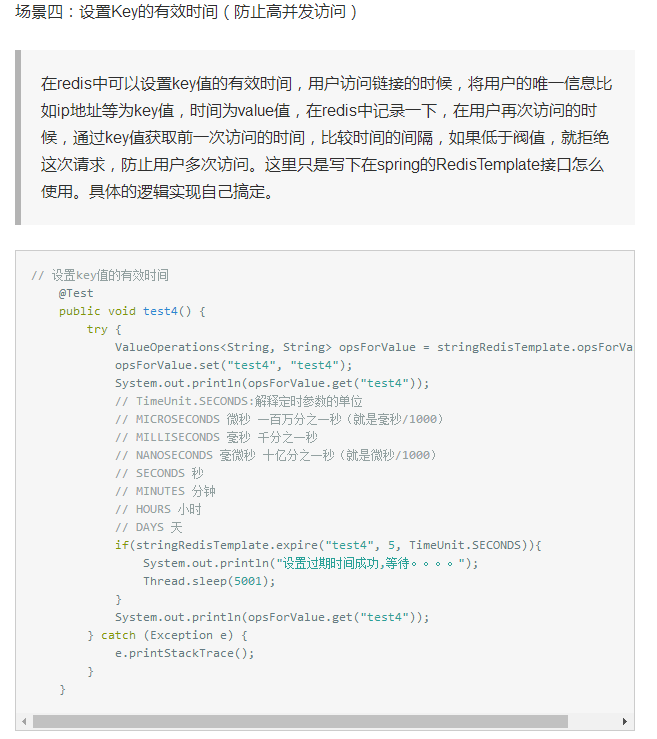 场景四：设置Key的有效时间（防止高并发访问）
在redis中可以设置key值的有效时间，用户访问链接的时候，将用户的唯一信息比
如ip地址等为key值，时间为value值，在redis中记录一下，在用户再次访问的时
候，通过key值获取前一次访问的时间，比较时间的间隔，如果低于阀值，就拒绝
这次请求，防止用户多次访问。这里只是写下在spring的RedisTemplate接口怎么
使用。具体的逻辑实现自己搞定。
// 设置key值的有效时间
@Test
public void test4() {
try {
ValueOperations<String, String> opsForValue = stringRedisTemplate.opsForVa
opsForValue.set("test4", "test4");
System.out.println(opsForValue.get("test4"));
// TimeUnit.SECONDS:解释定时参数的单位
// MICROSECONDS 微秒 一百万分之一秒（就是毫秒/1000）
// MILLISECONDS 毫秒 千分之一秒
// NANOSECONDS 毫微秒 十亿分之一秒（就是微秒/1000）
// SECONDS 秒
// MINUTES 分钟
// HOURS 小时
// DAYS 天
if(stringRedisTemplate.expire("test4", 5, TimeUnit.SECONDS)){
System.out.println("设置过期时间成功,等待。。。。");
Thread.sleep(5001);
}
System.out.println(opsForValue.get("test4"));
} catch (Exception e) {
e.printStackTrace();
}
}